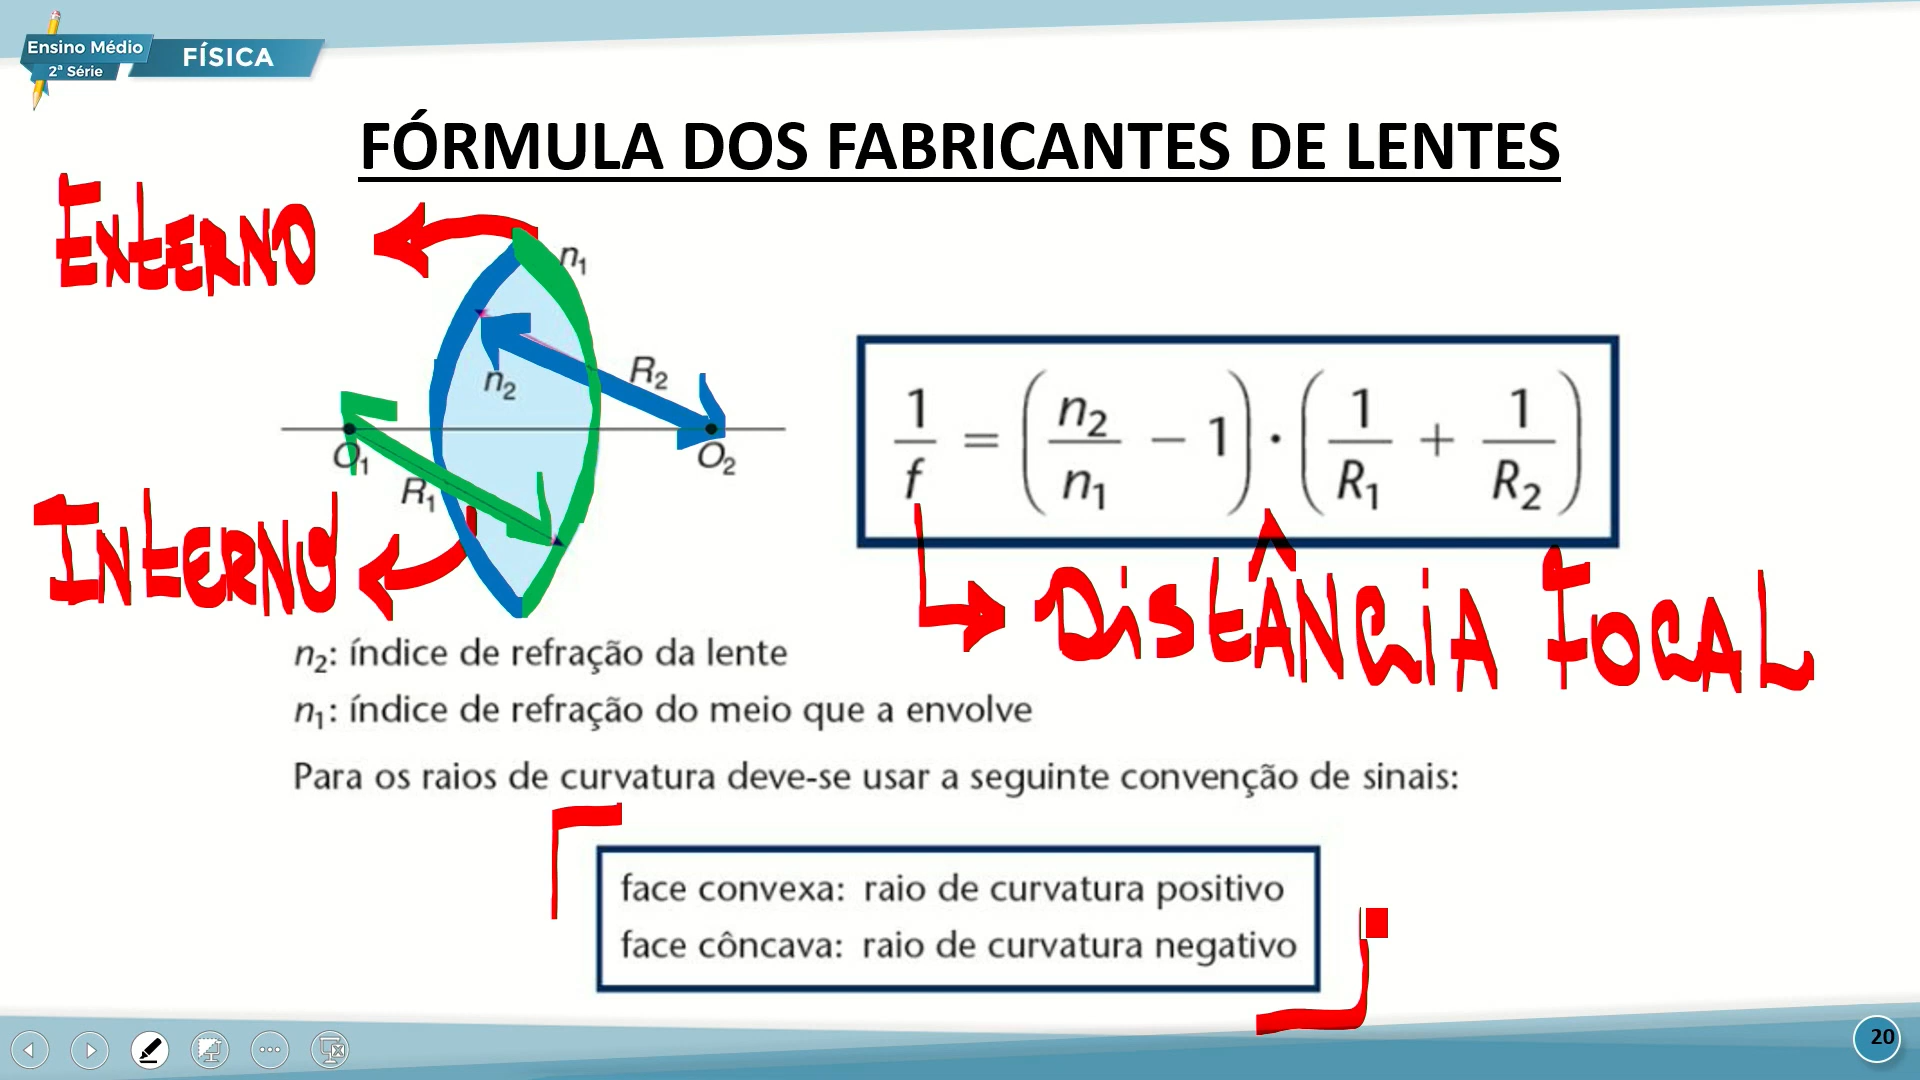 Ensino Médio
2ª Série
FÍSICA
FÓRMULA DOS FABRICANTES DE LENTES
EXTERNO
n₁
n₂
R₂
O₁
O₂
R₁
INTERNO
1/f = (n₂/n₁ − 1) · (1/R₁ + 1/R₂)
DISTÂNCIA FOCAL
n₂: índice de refração da lente
n₁: índice de refração do meio que a envolve
Para os raios de curvatura deve-se usar a seguinte convenção de sinais:
face convexa: raio de curvatura positivo
face côncava: raio de curvatura negativo
20